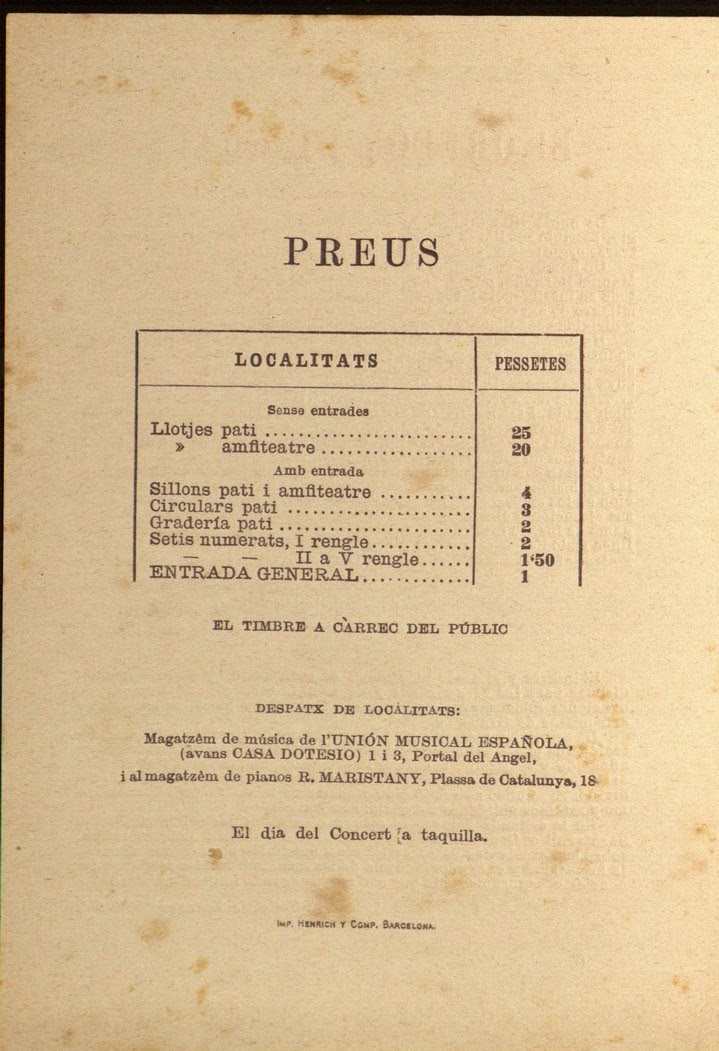 PREUS
LOCALITATS PESSETES
Sense entrades
Llotjes pati ........................ 25
» amfiteatre .................. 20
Amb entrada
Sillons pati i amfiteatre ........... 4
Circulars pati ..................... 3
Gradería pati ...................... 2
Setis numerats, I rengle............ 2
— — II a V rengle...... 1‘50
ENTRADA GENERAL............. 1
EL TIMBRE A CÀRREC DEL PÚBLIC
DESPATX DE LOCALITATS:
Magatzèm de música de l'UNIÓN MUSICAL ESPAÑOLA,
(avans CASA DOTESIO) 1 i 3, Portal del Angel,
i al magatzèm de pianos R. MARISTANY, Plassa de Catalunya, 18
El dia del Concert a taquilla.
IMP. HENRICH Y COMP. BARCELONA.